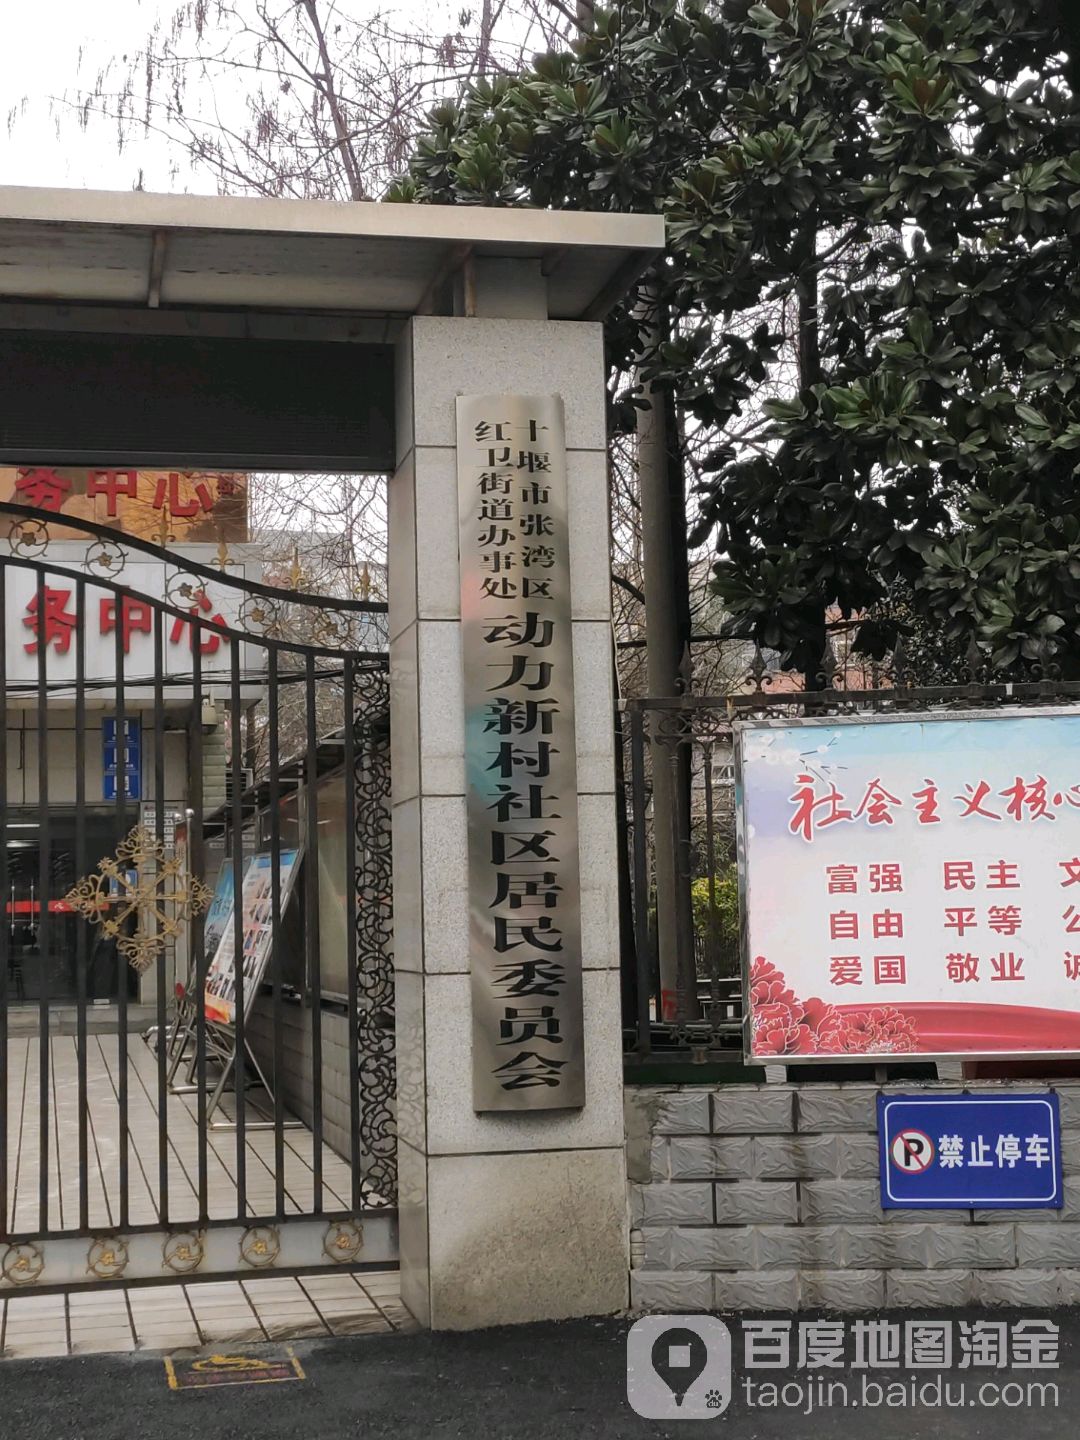 务中心
务中心
十堰市张湾区
红卫街道办事处
动力新村社区居民委员会
社会主义核心
富强 民主 文
自由 平等 公
爱国 敬业 诚
P
禁止停车
百度地图淘金
taojin.baidu.com
du